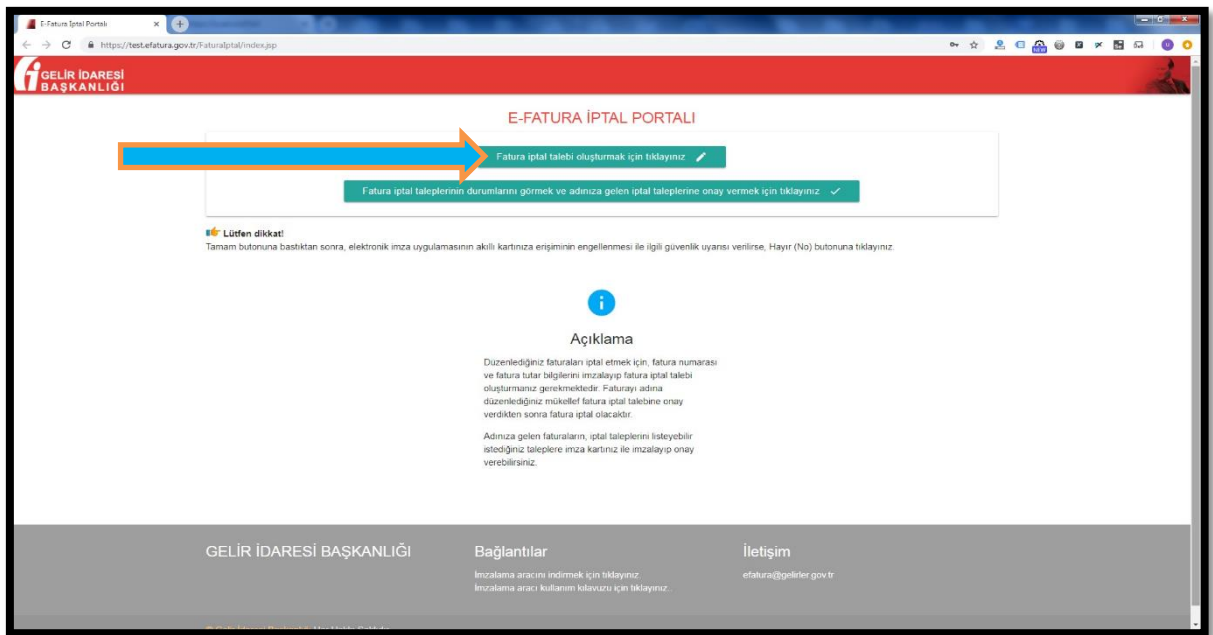 E-Fatura İptal Portalı
https://test.efatura.gov.tr/FaturaIptal/index.jsp
NEW
GELİR İDARESİ
BAŞKANLIĞI
E-FATURA İPTAL PORTALI
Fatura iptal talebi oluşturmak için tıklayınız
Fatura iptal taleplerinin durumlarını görmek ve adınıza gelen iptal taleplerine onay vermek için tıklayınız
Lütfen dikkat!
Tamam butonuna bastıktan sonra, elektronik imza uygulamasının akıllı kartınıza erişiminin engellenmesi ile ilgili güvenlik uyarısı verilirse, Hayır (No) butonuna tıklayınız.
Açıklama
Düzenlediğiniz faturaları iptal etmek için, fatura numarası
ve fatura tutar bilgilerini imzalayıp fatura iptal talebi
oluşturmanız gerekmektedir. Faturayı adına
düzenlediğiniz mükellef fatura iptal talebine onay
verdikten sonra fatura iptal olacaktır.
Adınıza gelen faturaların, iptal taleplerini listeyebilir
istediğiniz taleplere imza kartınız ile imzalayıp onay
verebilirsiniz.
GELİR İDARESİ BAŞKANLIĞI
Bağlantılar
İletişim
İmzalama aracını indirmek için tıklayınız.
efatura@gelirler.gov.tr
İmzalama aracı kullanım kılavuzu için tıklayınız.